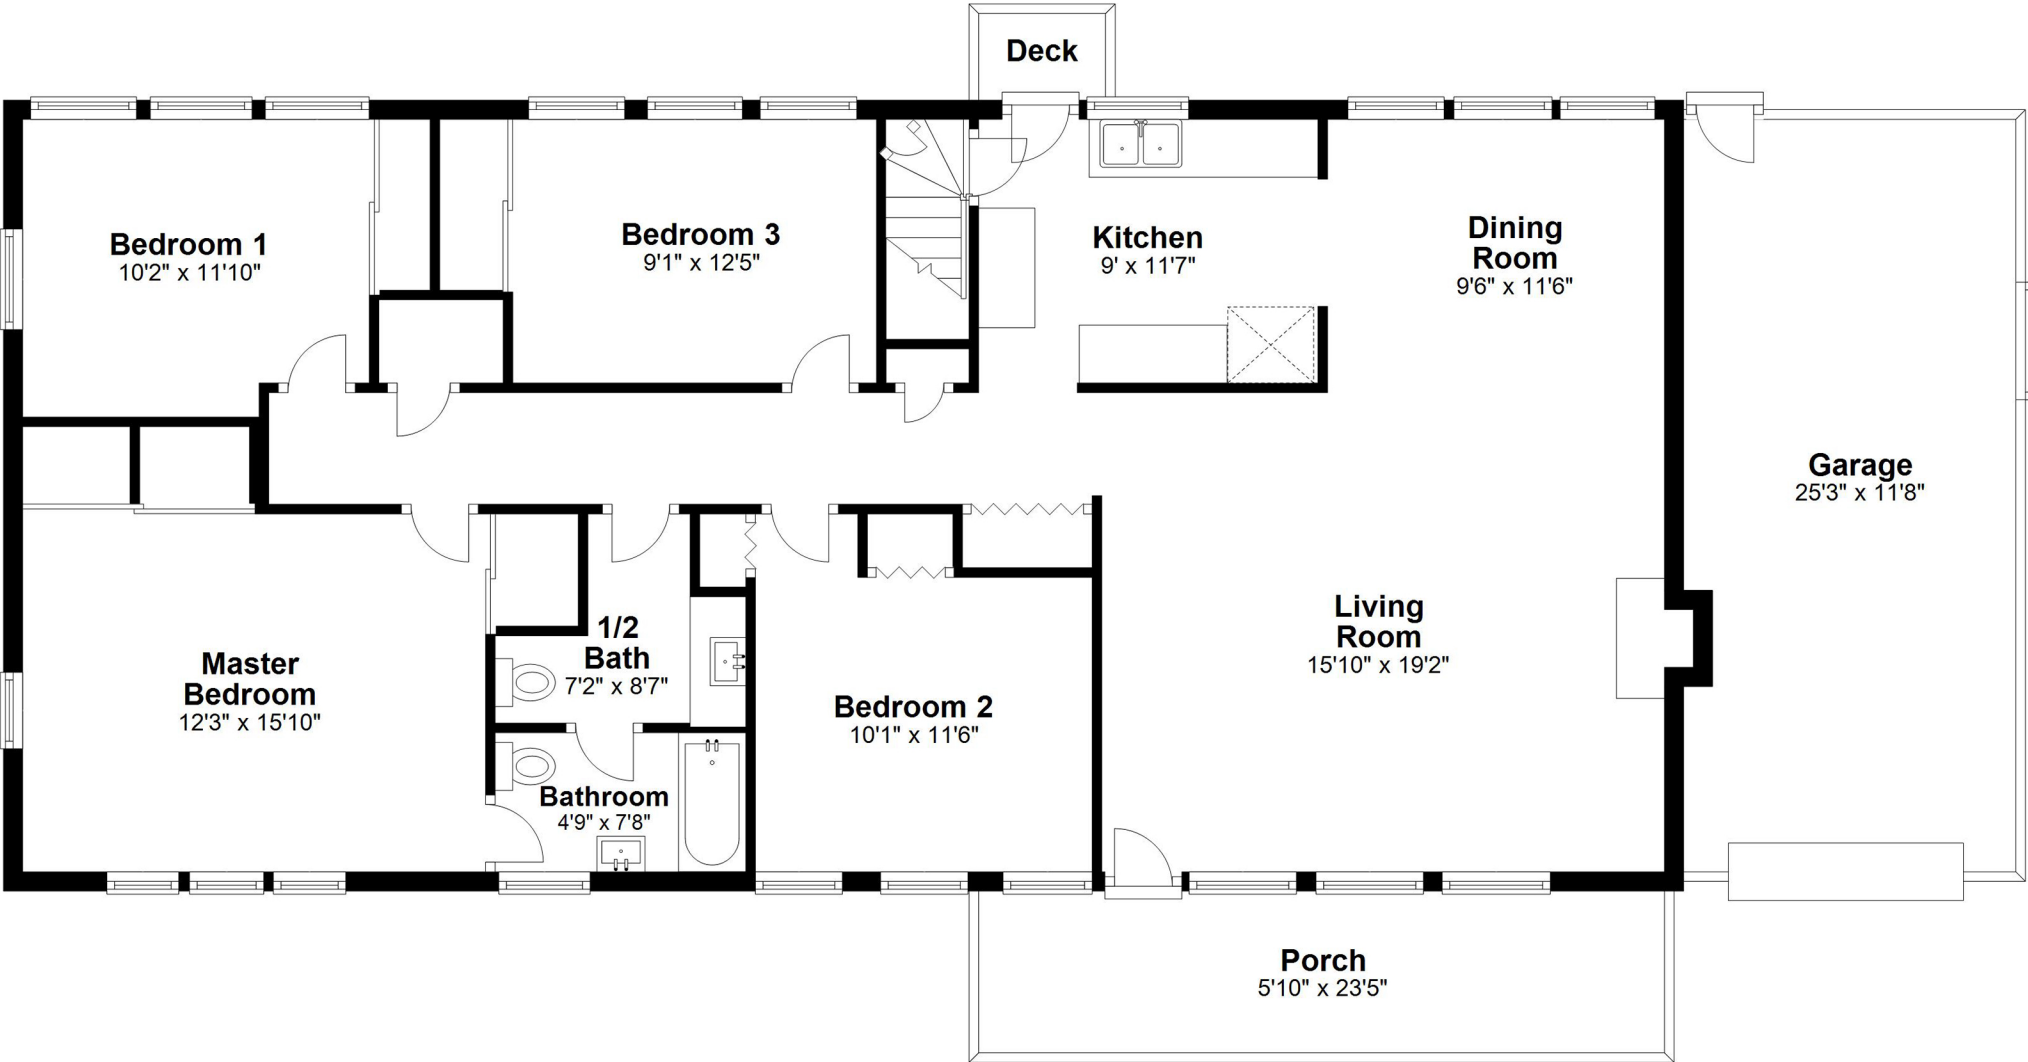 Deck
Bedroom 1
10'2" x 11'10"
Bedroom 3
9'1" x 12'5"
Kitchen
9' x 11'7"
Dining
Room
9'6" x 11'6"
Garage
25'3" x 11'8"
Master
Bedroom
12'3" x 15'10"
1/2
Bath
7'2" x 8'7"
Bathroom
4'9" x 7'8"
Bedroom 2
10'1" x 11'6"
Living
Room
15'10" x 19'2"
Porch
5'10" x 23'5"